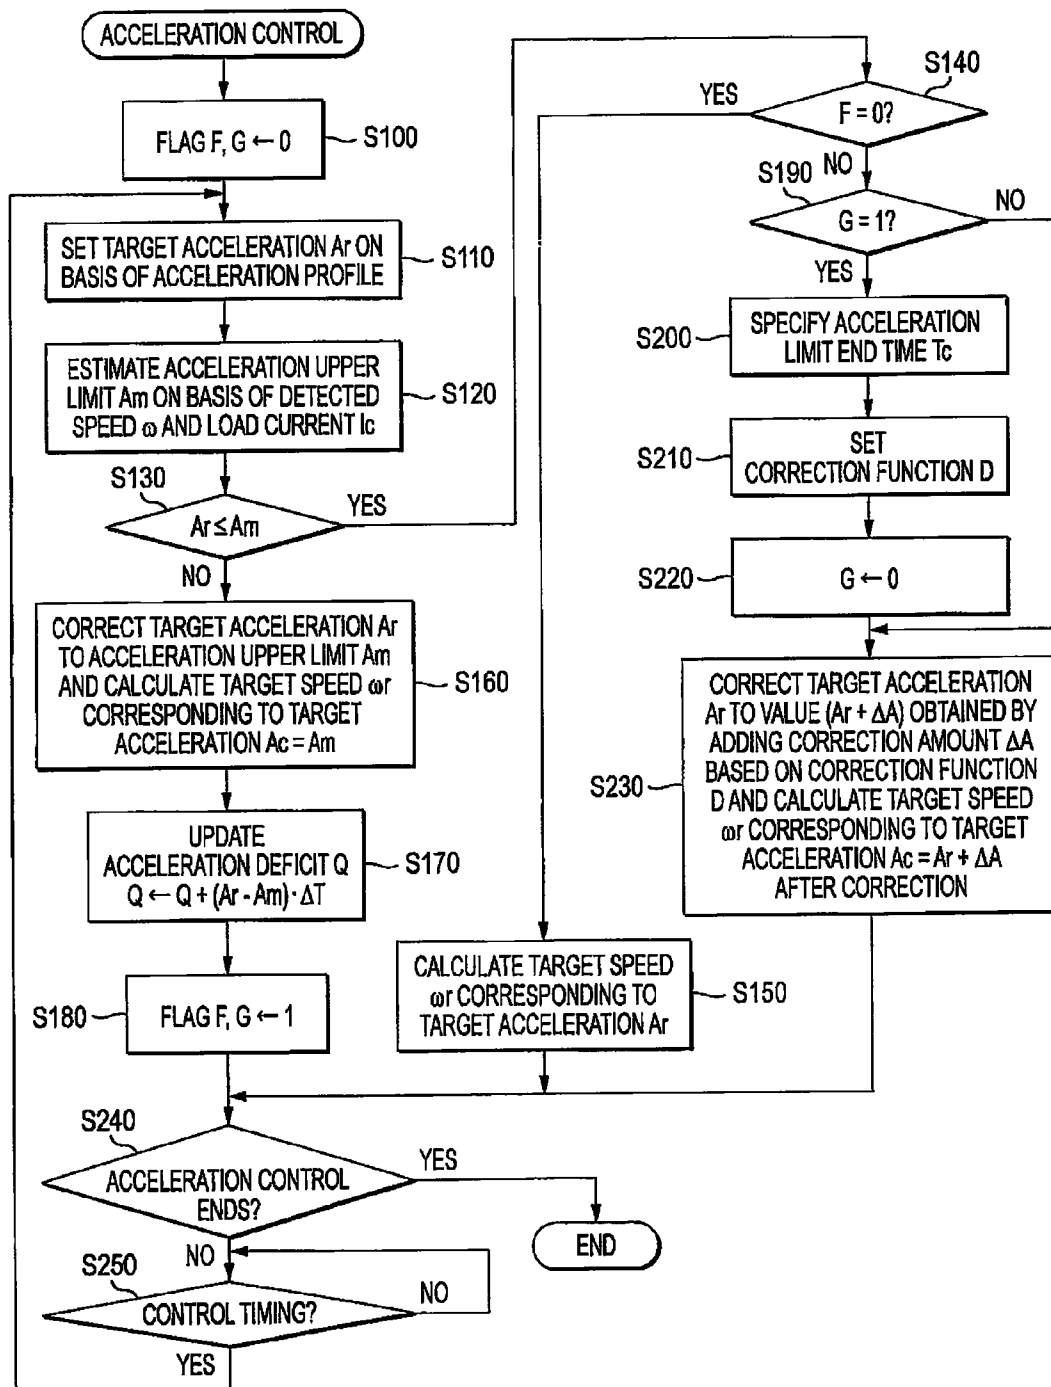 ACCELERATION CONTROL
FLAG F, G ← 0
S100
SET TARGET ACCELERATION Ar ON
BASIS OF ACCELERATION PROFILE
S110
ESTIMATE ACCELERATION UPPER
LIMIT Am ON BASIS OF DETECTED
SPEED ω AND LOAD CURRENT Ic
S120
S130
Ar ≤ Am
YES
NO
CORRECT TARGET ACCELERATION Ar
TO ACCELERATION UPPER LIMIT Am
AND CALCULATE TARGET SPEED ωr
CORRESPONDING TO TARGET
ACCELERATION Ac = Am
S160
UPDATE
ACCELERATION DEFICIT Q
Q ← Q + (Ar - Am) · ΔT
S170
S180
FLAG F, G ← 1
S140
F = 0?
YES
NO
S190
G = 1?
NO
YES
S200
SPECIFY ACCELERATION
LIMIT END TIME Tc
S210
SET
CORRECTION FUNCTION D
S220
G ← 0
S230
CORRECT TARGET ACCELERATION
Ar TO VALUE (Ar + ΔA) OBTAINED BY
ADDING CORRECTION AMOUNT ΔA
BASED ON CORRECTION FUNCTION
D AND CALCULATE TARGET SPEED
ωr CORRESPONDING TO TARGET
ACCELERATION Ac = Ar + ΔA
AFTER CORRECTION
CALCULATE TARGET SPEED
ωr CORRESPONDING TO
TARGET ACCELERATION Ar
S150
S240
ACCELERATION CONTROL
ENDS?
YES
END
NO
S250
CONTROL TIMING?
NO
YES